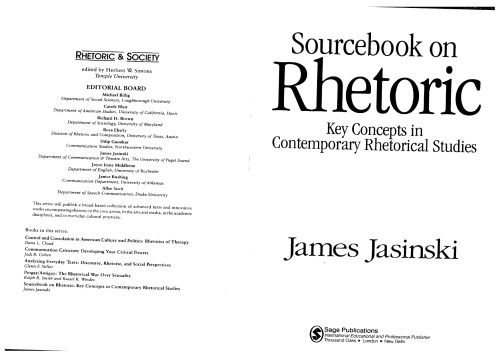 RHETORIC & SOCIETY
edited by Herbert W. Simons
Temple University
EDITORIAL BOARD
Michael Billig
Department of Social Sciences, Loughborough University
Carole Blair
Department of American Studies, University of California, Davis
Richard H. Brown
Department of Sociology, University of Maryland
Rosa Eberly
Division of Rhetoric and Composition, University of Texas, Austin
Dilip Gaonkar
Communication Studies, Northwestern University
James Jasinski
Department of Communication & Theatre Arts, The University of Puget Sound
Joyce Irene Middleton
Department of English, University of Rochester
Janice Rushing
Communication Department, University of Arkansas
Allen Scult
Department of Speech Communication, Drake University
This series will publish a broad-based collection of advanced texts and innovative
works encompassing rhetoric in the civic arena, in the arts and media, in the academic
disciplines, and in everyday cultural practices.
Books in this series:
Control and Consolation in American Culture and Politics: Rhetorics of Therapy
Dana L. Cloud
Communication Criticism: Developing Your Critical Powers
Jodi R. Cohen
Analyzing Everyday Texts: Discourse, Rhetoric, and Social Perspectives
Glenn F. Stillar
Progay/Antigay: The Rhetorical War Over Sexuality
Ralph R. Smith and Russel R. Windes
Sourcebook on Rhetoric: Key Concepts in Contemporary Rhetorical Studies
James Jasinski
Sourcebook on
Rhetoric
Key Concepts in
Contemporary Rhetorical Studies
James Jasinski
Sage Publications
International Educational and Professional Publisher
Thousand Oaks • London • New Delhi